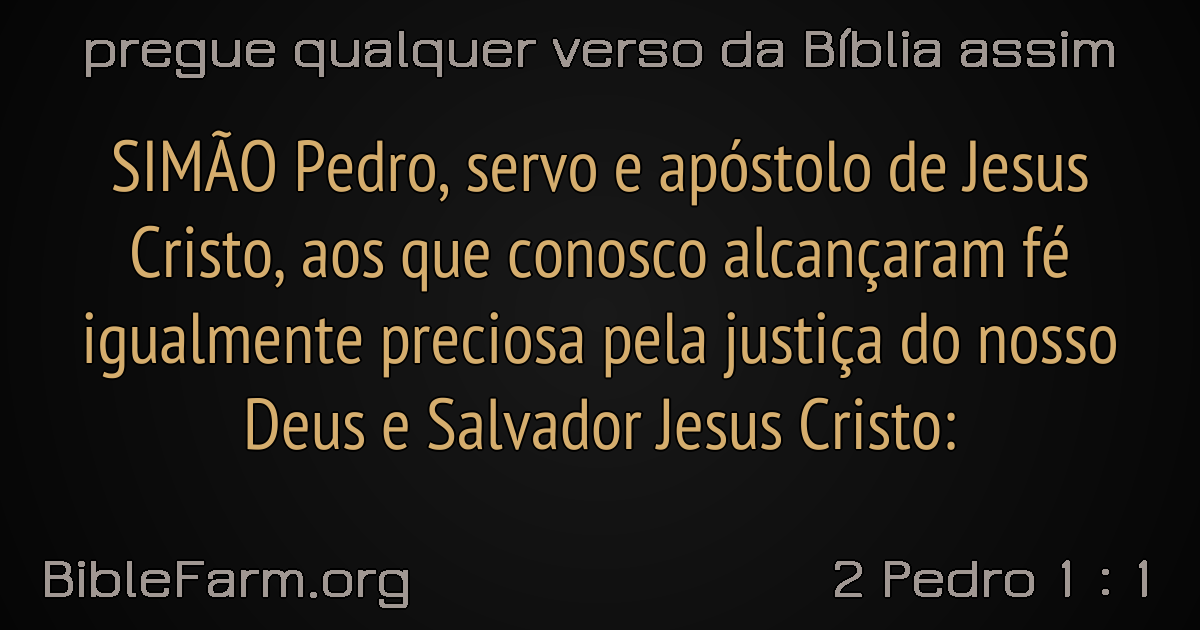 pregue qualquer verso da Bíblia assim
SIMÃO Pedro, servo e apóstolo de Jesus
Cristo, aos que conosco alcançaram fé
igualmente preciosa pela justiça do nosso
Deus e Salvador Jesus Cristo:
BibleFarm.org
2 Pedro 1 : 1